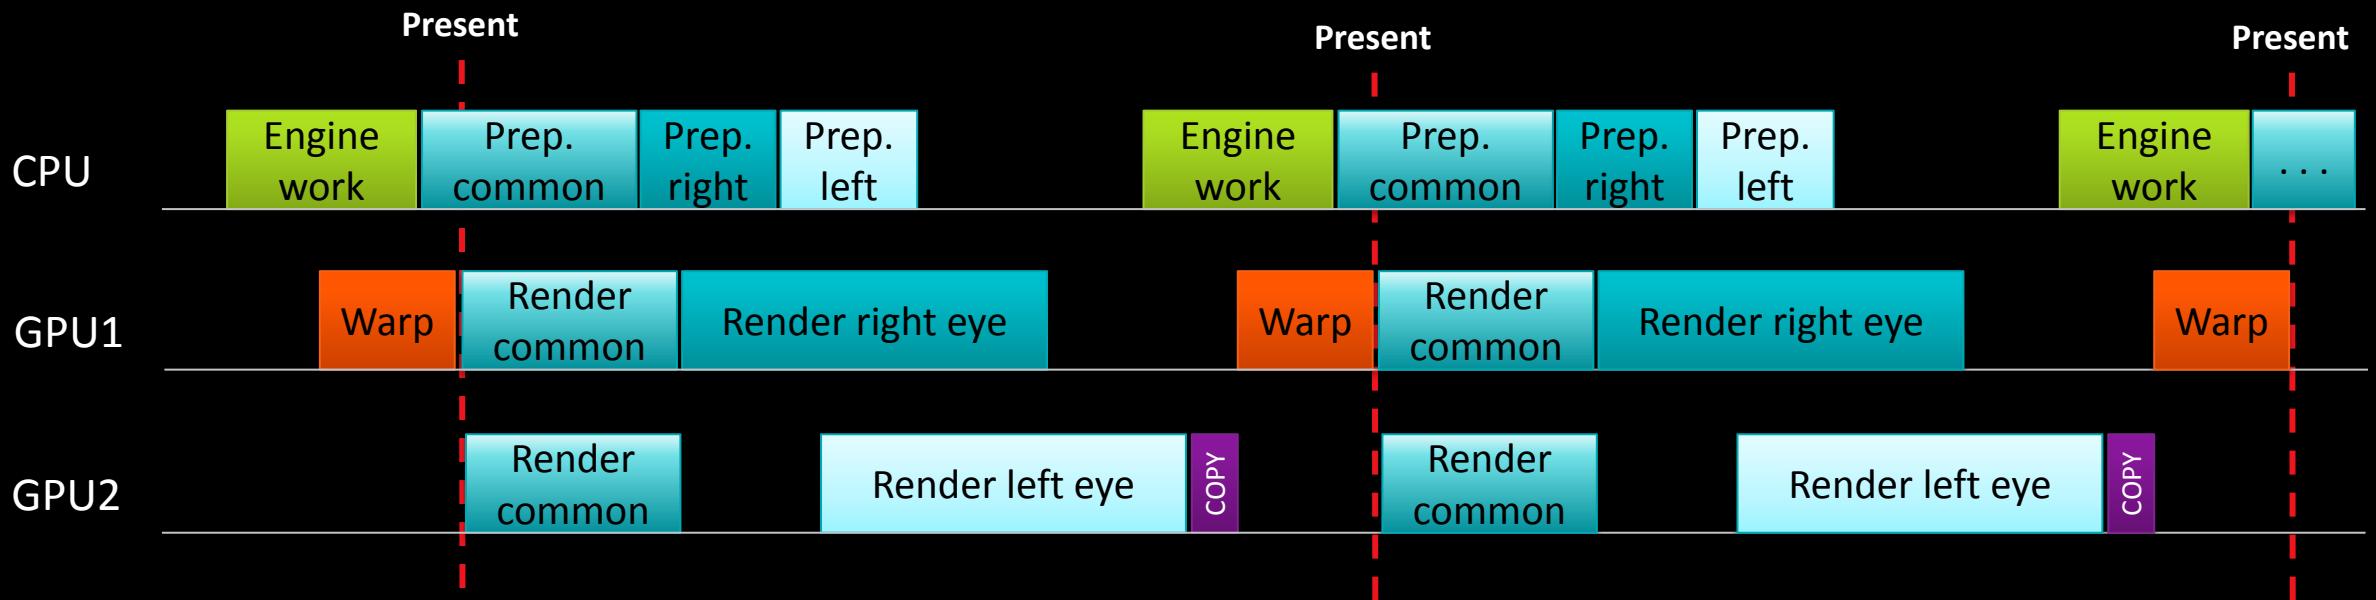 Present
Present
Present
CPU
Engine
work
Prep.
common
Prep.
right
Prep.
left
Engine
work
Prep.
common
Prep.
right
Prep.
left
Engine
work
. . .
GPU1
Warp
Render
common
Render right eye
Warp
Render
common
Render right eye
Warp
GPU2
Render
common
Render left eye
COPY
Render
common
Render left eye
COPY